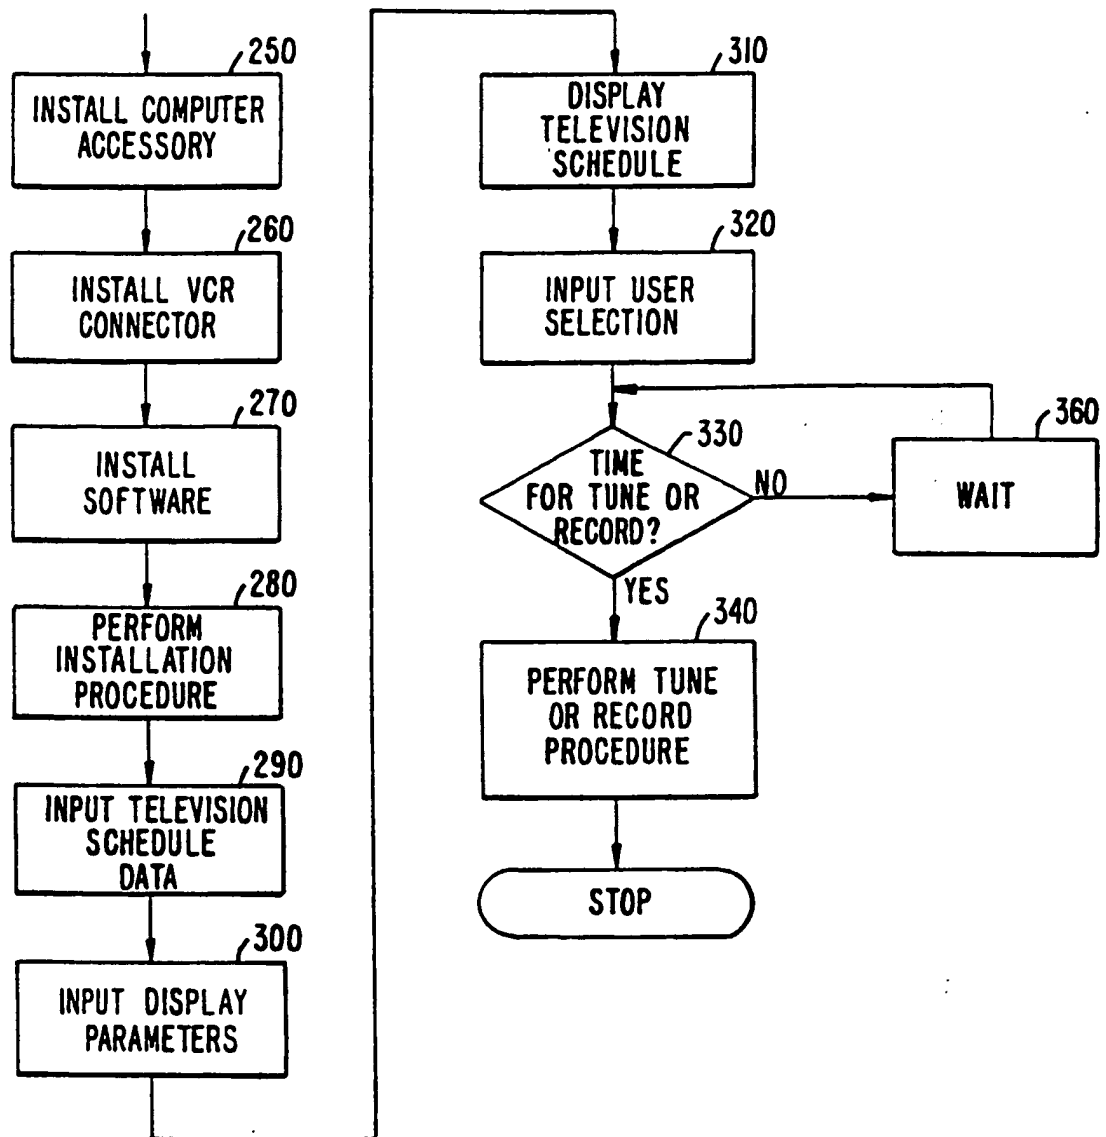 250
INSTALL COMPUTER
ACCESSORY
260
INSTALL VCR
CONNECTOR
270
INSTALL
SOFTWARE
280
PERFORM
INSTALLATION
PROCEDURE
290
INPUT TELEVISION
SCHEDULE
DATA
300
INPUT DISPLAY
PARAMETERS
310
DISPLAY
TELEVISION
SCHEDULE
320
INPUT USER
SELECTION
330
TIME
FOR TUNE OR
RECORD?
NO
360
WAIT
YES
340
PERFORM TUNE
OR RECORD
PROCEDURE
STOP